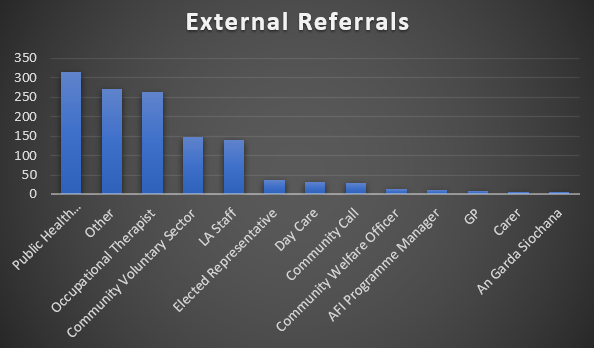 External Referrals
350
300
250
200
150
100
50
0
Public Health...
Other
Occupational Therapist
Community Voluntary Sector
LA Staff
Elected Representative
Day Care
Community Call
Community Welfare Officer
AFI Programme Manager
GP
Carer
An Garda Siochana